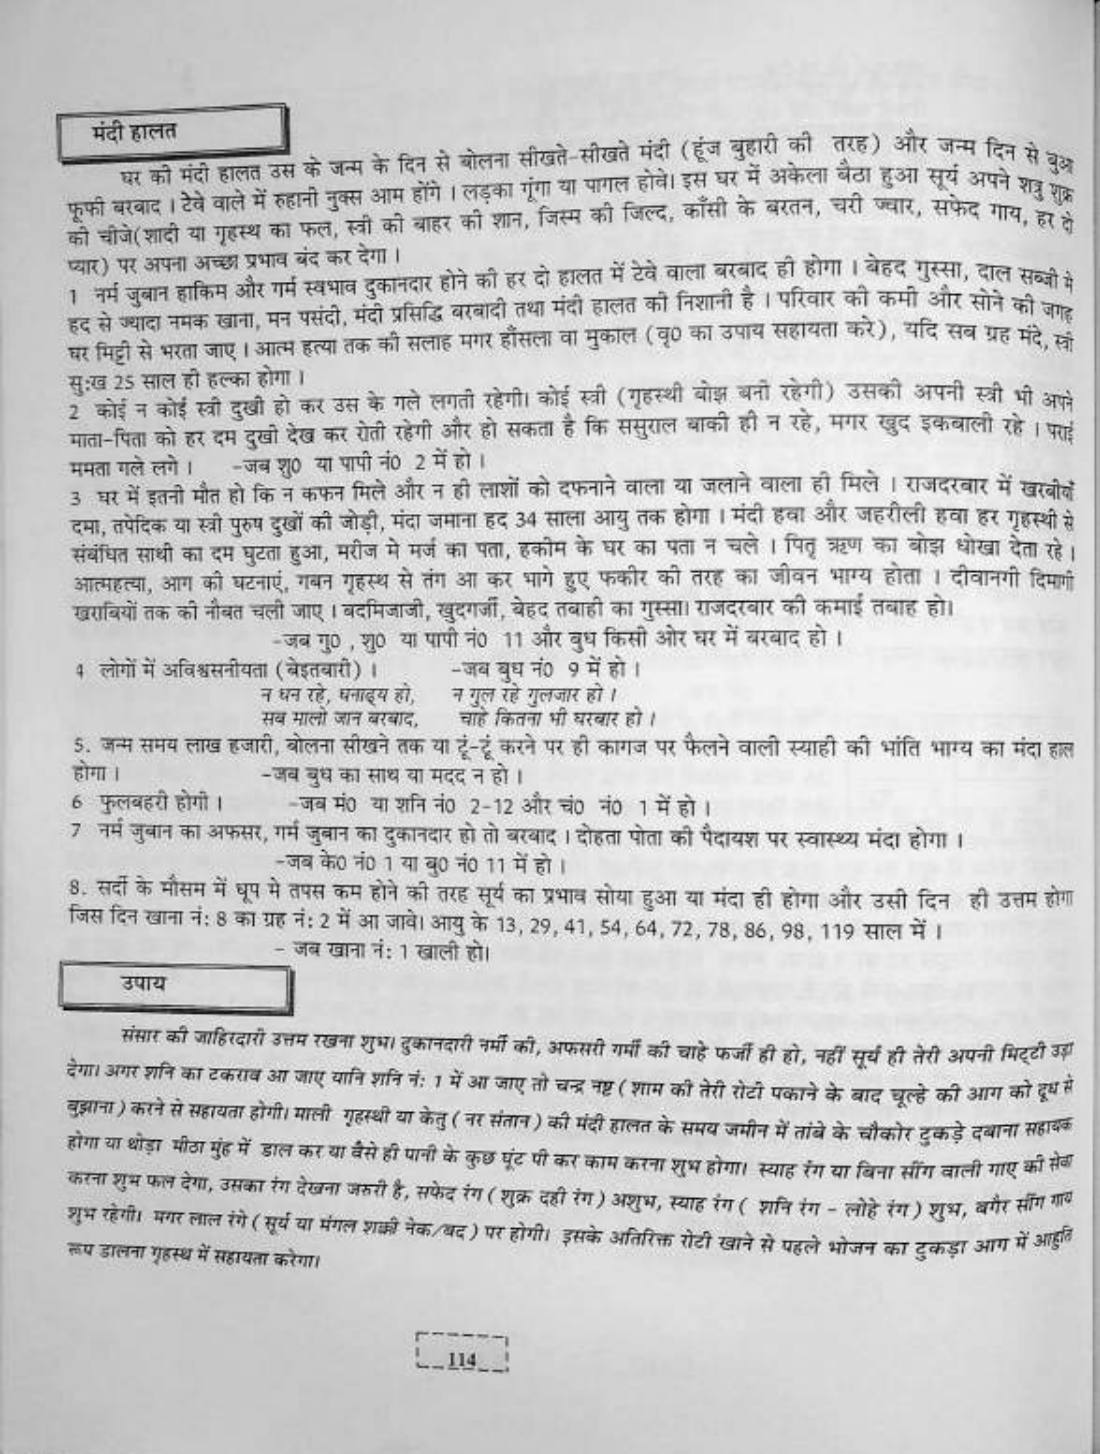 मंदी हालत
घर की मंदी हालत उस के जन्म के दिन से बोलना सीखते-सीखते मंदी (हूंज बुहारी की तरह) और जन्म दिन से बुआ
फूफी बरबाद । टेवे वाले में रुहानी नुक्स आम होंगे । लड़का गूंगा या पागल होवे। इस घर में अकेला बैठा हुआ सूर्य अपने शत्रु शुक्र
की चीजे(शादी या गृहस्थ का फल, स्त्री की बाहर की शान, जिस्म की जिल्द, काँसी के बरतन, चरी ज्वार, सफेद गाय, हर दो
प्यार) पर अपना अच्छा प्रभाव बंद कर देगा ।
1 नर्म जुबान हाकिम और गर्म स्वभाव दुकानदार होने की हर दो हालत में टेवे वाला बरबाद ही होगा । बेहद गुस्सा, दाल सब्जी मे
हद से ज्यादा नमक खाना, मन पसंदी, मंदी प्रसिद्धि बरबादी तथा मंदी हालत की निशानी है । परिवार की कमी और सोने की जगह
घर मिट्टी से भरता जाए । आत्म हत्या तक की सलाह मगर हौंसला वा मुकाल (वृ0 का उपाय सहायता करे), यदि सब ग्रह मंदे, स्त्री
सु:ख 25 साल ही हल्का होगा ।
2 कोई न कोई स्त्री दुखी हो कर उस के गले लगती रहेगी। कोई स्त्री (गृहस्थी बोझ बनी रहेगी) उसकी अपनी स्त्री भी अपने
माता-पिता को हर दम दुखी देख कर रोती रहेगी और हो सकता है कि ससुराल बाकी ही न रहे, मगर खुद इकबाली रहे । पराई
ममता गले लगे । -जब शु0 या पापी नं0 2 में हो ।
3 घर में इतनी मौत हो कि न कफन मिले और न ही लाशों को दफनाने वाला या जलाने वाला ही मिले । राजदरबार में खरबीयाँ
दमा, तपेदिक या स्त्री पुरुष दुखों की जोड़ी, मंदा जमाना हद 34 साला आयु तक होगा । मंदी हवा और जहरीली हवा हर गृहस्थी से
संबंधित साथी का दम घुटता हुआ, मरीज मे मर्ज का पता, हकीम के घर का पता न चले । पितृ ऋण का बोझ धोखा देता रहे ।
आत्महत्या, आग की घटनाएं, गबन गृहस्थ से तंग आ कर भागे हुए फकीर की तरह का जीवन भाग्य होता । दीवानगी दिमागी
खराबियों तक की नौबत चली जाए । बदमिजाजी, खुदगर्जी, बेहद तबाही का गुस्सा। राजदरबार की कमाई तबाह हो।
-जब गु0 , शु0 या पापी नं0 11 और बुध किसी ओर घर में बरबाद हो ।
4 लोगों में अविश्वसनीयता (बेइतबारी) । -जब बुध नं0 9 में हो ।
न धन रहे, धनाढ्य हो, न गुल रहे गुलजार हो ।
सब मालो जान बरबाद, चाहे कितना भी घरबार हो ।
5. जन्म समय लाख हजारी, बोलना सीखने तक या टूं-टूं करने पर ही कागज पर फैलने वाली स्याही की भांति भाग्य का मंदा हाल
होगा । -जब बुध का साथ या मदद न हो ।
6 फुलबहरी होगी । -जब मं0 या शनि नं0 2-12 और चं0 नं0 1 में हो ।
7 नर्म जुबान का अफसर, गर्म जुबान का दुकानदार हो तो बरबाद । दोहता पोता की पैदायश पर स्वास्थ्य मंदा होगा ।
-जब के0 नं0 1 या बु0 नं0 11 में हो ।
8. सर्दी के मौसम में धूप मे तपस कम होने की तरह सूर्य का प्रभाव सोया हुआ या मंदा ही होगा और उसी दिन ही उत्तम होगा
जिस दिन खाना नं: 8 का ग्रह नं: 2 में आ जावे। आयु के 13, 29, 41, 54, 64, 72, 78, 86, 98, 119 साल में ।
- जब खाना नं: 1 खाली हो।
उपाय
संसार की जाहिरदारी उत्तम रखना शुभ। दुकानदारी नर्मी की, अफसरी गर्मी की चाहे फर्जी ही हो, नहीं सूर्य ही तेरी अपनी मिट्टी उड़ा
देगा। अगर शनि का टकराव आ जाए यानि शनि नं: 1 में आ जाए तो चन्द्र नष्ट ( शाम की तेरी रोटी पकाने के बाद चूल्हे की आग को दूध से
बुझाना ) करने से सहायता होगी। माली गृहस्थी या केतु ( नर संतान ) की मंदी हालत के समय जमीन में तांबे के चौकोर टुकड़े दबाना सहायक
होगा या थोड़ा मीठा मुंह में डाल कर या वैसे ही पानी के कुछ घूंट पी कर काम करना शुभ होगा। स्याह रंग या बिना सींग वाली गाए की सेवा
करना शुभ फल देगा, उसका रंग देखना जरुरी है, सफेद रंग ( शुक्र दही रंग ) अशुभ, स्याह रंग ( शनि रंग - लोहे रंग ) शुभ, बगैर सींग गाय
शुभ रहेगी। मगर लाल रंगे ( सूर्य या मंगल शक्की नेक/बद ) पर होगी। इसके अतिरिक्त रोटी खाने से पहले भोजन का टुकड़ा आग में आहुति
रूप डालना गृहस्थ में सहायता करेगा।
114